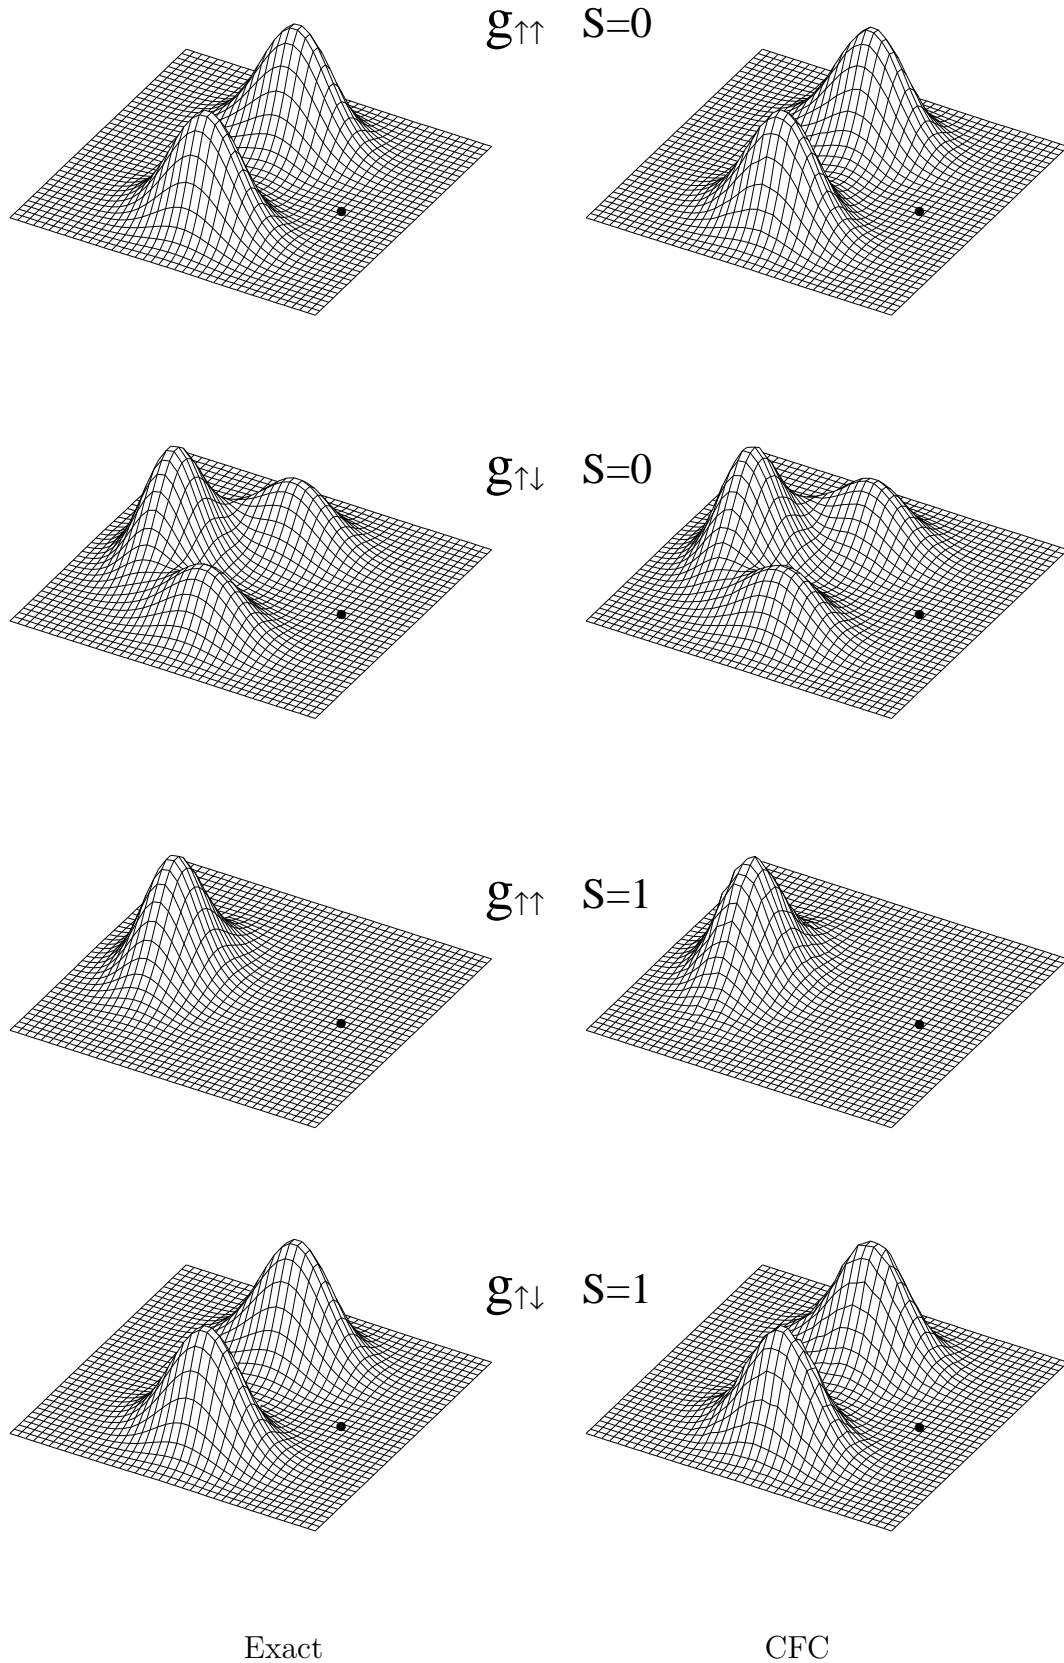 g↑↑ S=0
g↑↓ S=0
g↑↑ S=1
g↑↓ S=1
Exact CFC